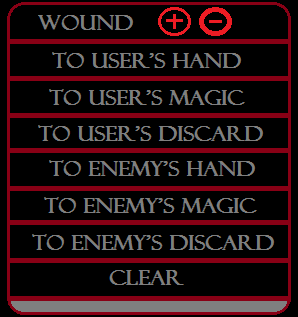 WOUND + -
TO USER'S HAND
TO USER'S MAGIC
TO USER'S DISCARD
TO ENEMY'S HAND
TO ENEMY'S MAGIC
TO ENEMY'S DISCARD
CLEAR